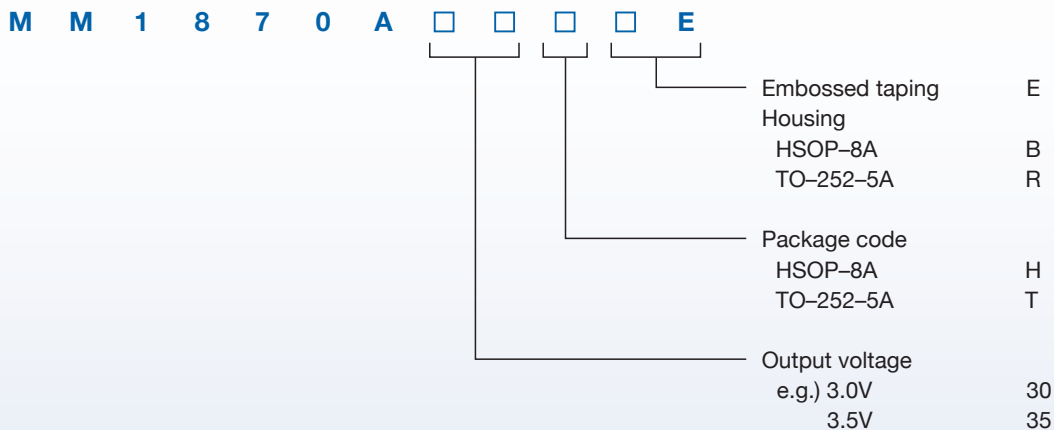 M M 1 8 7 0 A □ □ □ □ E
Embossed taping E
Housing
HSOP–8A B
TO–252–5A R
Package code
HSOP–8A H
TO–252–5A T
Output voltage
e.g.) 3.0V 30
3.5V 35